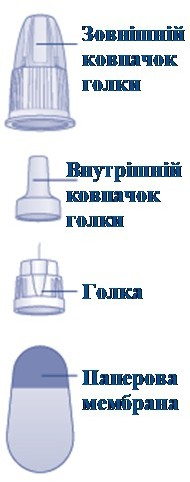 Зовнішній
ковпачок
голки
Внутрішній
ковпачок
голки
Голка
Паперова
мембрана